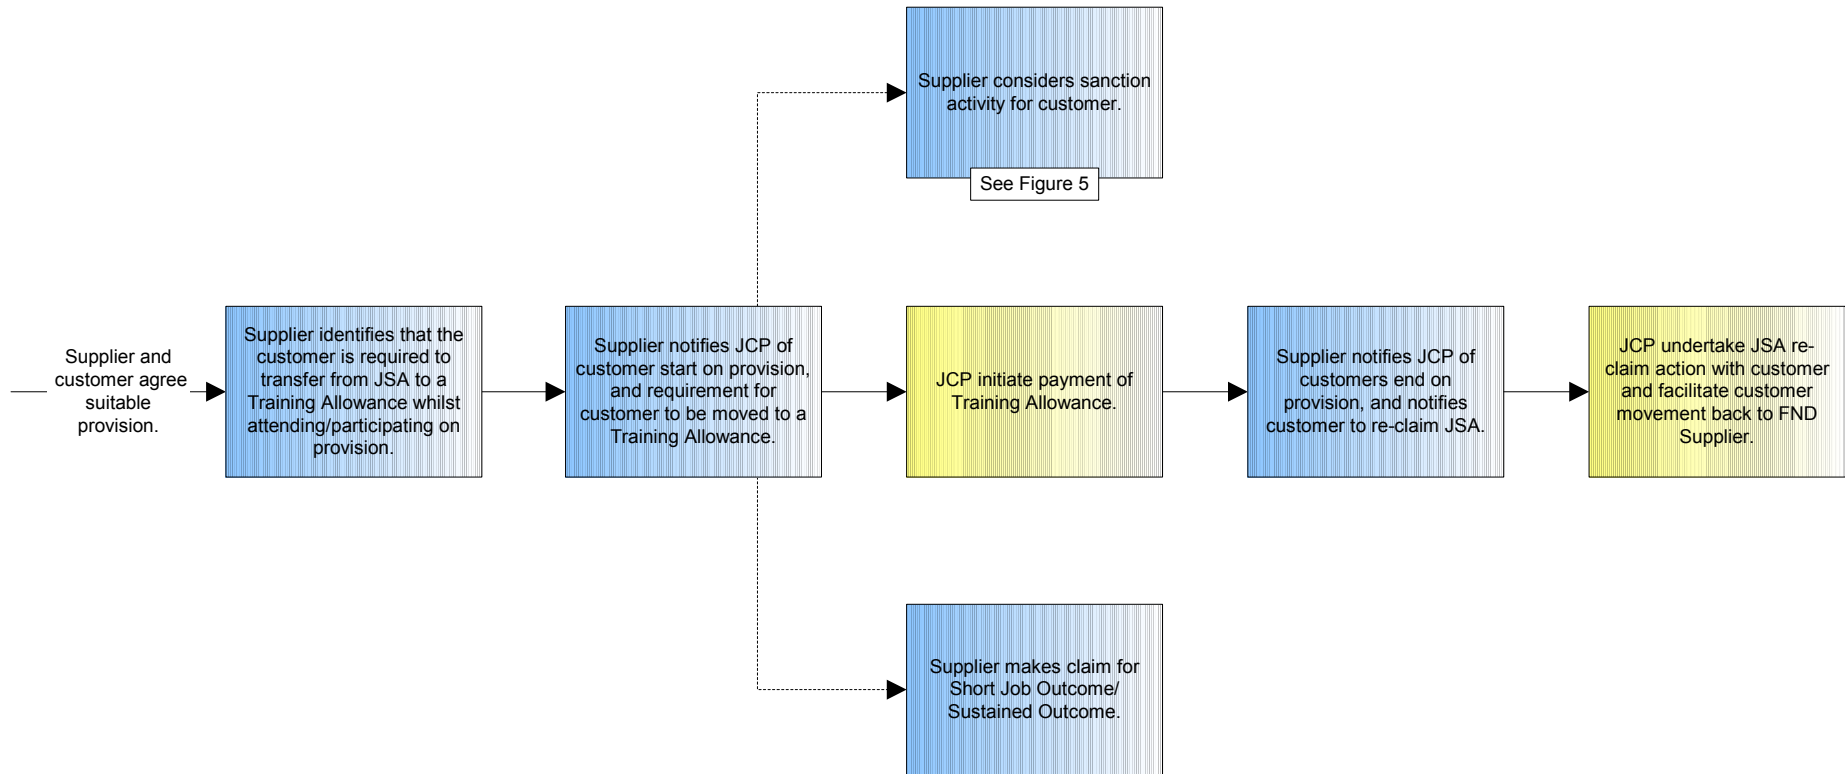 Supplier considers sanction
activity for customer.
See Figure 5
Supplier and
customer agree
suitable
provision.
Supplier identifies that the
customer is required to
transfer from JSA to a
Training Allowance whilst
attending/participating on
provision.
Supplier notifies JCP of
customer start on provision,
and requirement for
customer to be moved to a
Training Allowance.
JCP initiate payment of
Training Allowance.
Supplier notifies JCP of
customers end on
provision, and notifies
customer to re-claim JSA.
JCP undertake JSA re-
claim action with customer
and facilitate customer
movement back to FND
Supplier.
Supplier makes claim for
Short Job Outcome/
Sustained Outcome.